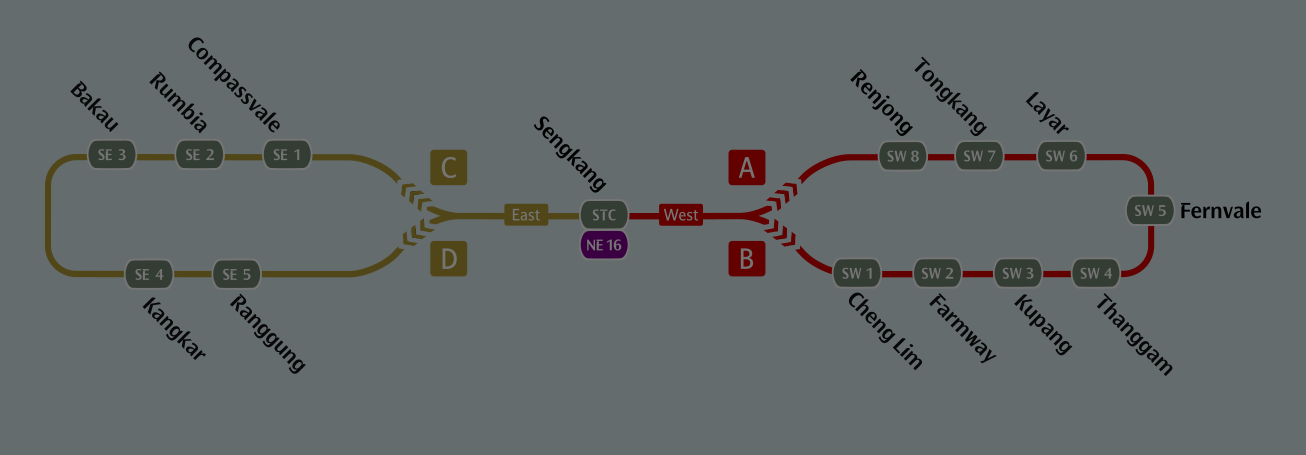 Compassvale
Rumbia
Bakau
SE 3
SE 2
SE 1
C
East
D
SE 4
SE 5
Kangkar
Ranggung
Sengkang
STC
NE 16
West
A
B
Renjong
Tongkang
Layar
SW 8
SW 7
SW 6
SW 5
Fernvale
SW 1
SW 2
SW 3
SW 4
Cheng Lim
Farmway
Kupang
Thanggam